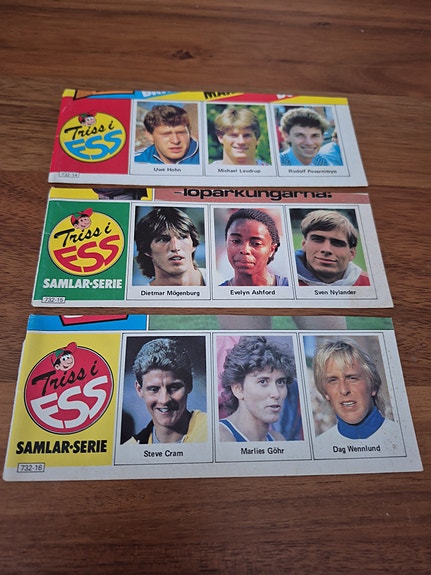 Triss i
ESS
732-14
Uwe Hohn
Michael Laudrup
Rudolf Povarnitsyn
löparkungarna:
Triss i
ESS
SAMLAR-SERIE
732-15
Dietmar Mögenburg
Evelyn Ashford
Sven Nylander
Triss i
ESS
SAMLAR-SERIE
732-16
Steve Cram
Marlies Göhr
Dag Wennlund